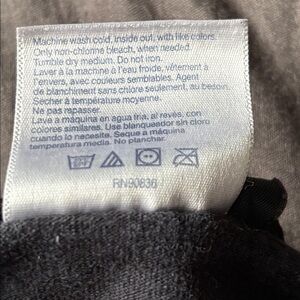 Machine wash cold, inside out, with like colors.
Only non-chlorine bleach, when needed.
Tumble dry medium. Do not iron.
Laver à la machine à l'eau froide, vêtement à
l'envers, avec couleurs semblables. Agent
de blanchiment sans chlore seulement, au besoin.
Sécher à température moyenne.
Ne pas repasser.
Lave a máquina en agua fría, al revés, con
colores similares. Use blanqueador sin cloro
cuando lo necesite. Seque a máquina
temperatura media. No planchar.
RN90836